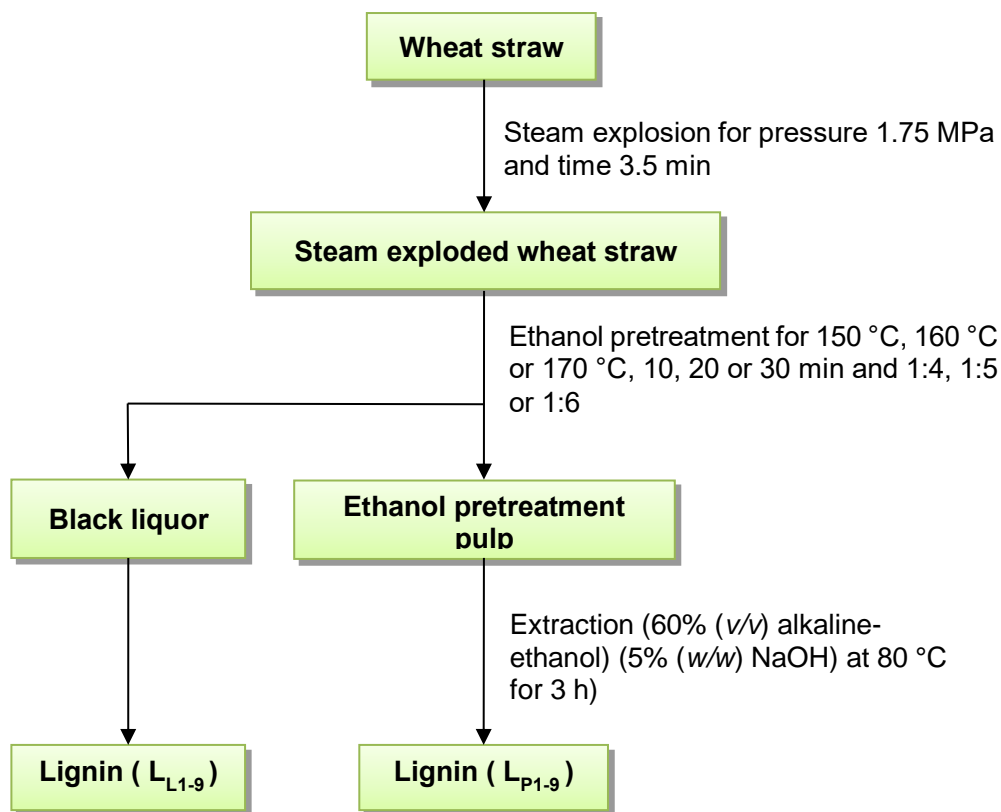 Wheat straw
Steam explosion for pressure 1.75 MPa
and time 3.5 min
Steam exploded wheat straw
Ethanol pretreatment for 150 °C, 160 °C
or 170 °C, 10, 20 or 30 min and 1:4, 1:5
or 1:6
Black liquor
Ethanol pretreatment
pulp
Extraction (60% (v/v) alkaline-
ethanol) (5% (w/w) NaOH) at 80 °C
for 3 h)
Lignin ( L_L1-9 )
Lignin ( L_P1-9 )